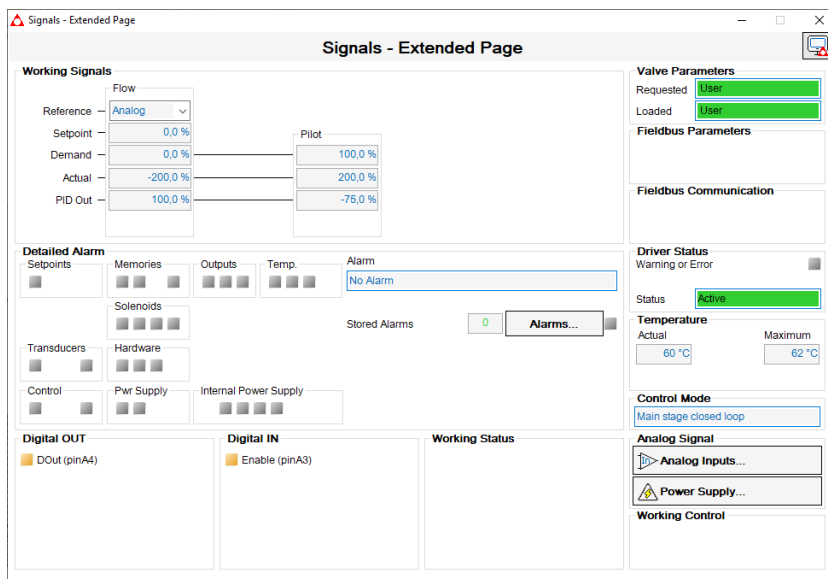 Signals - Extended Page
Signals - Extended Page
Working Signals
Flow
Reference Analog
Setpoint 0,0 %
Pilot
Demand 0,0 % 100,0 %
Actual -200,0 % 200,0 %
PID Out 100,0 % -75,0 %
Valve Parameters
Requested User
Loaded User
Fieldbus Parameters
Fieldbus Communication
Detailed Alarm
Setpoints Memories Outputs Temp.
Alarm
No Alarm
Solenoids
Stored Alarms 0 Alarms...
Transducers Hardware
Control Pwr Supply Internal Power Supply
Driver Status
Warning or Error
Status Active
Temperature
Actual Maximum
60 °C 62 °C
Control Mode
Main stage closed loop
Digital OUT
DOut (pinA4)
Digital IN
Enable (pinA3)
Working Status
Analog Signal
In Analog Inputs...
Power Supply...
Working Control